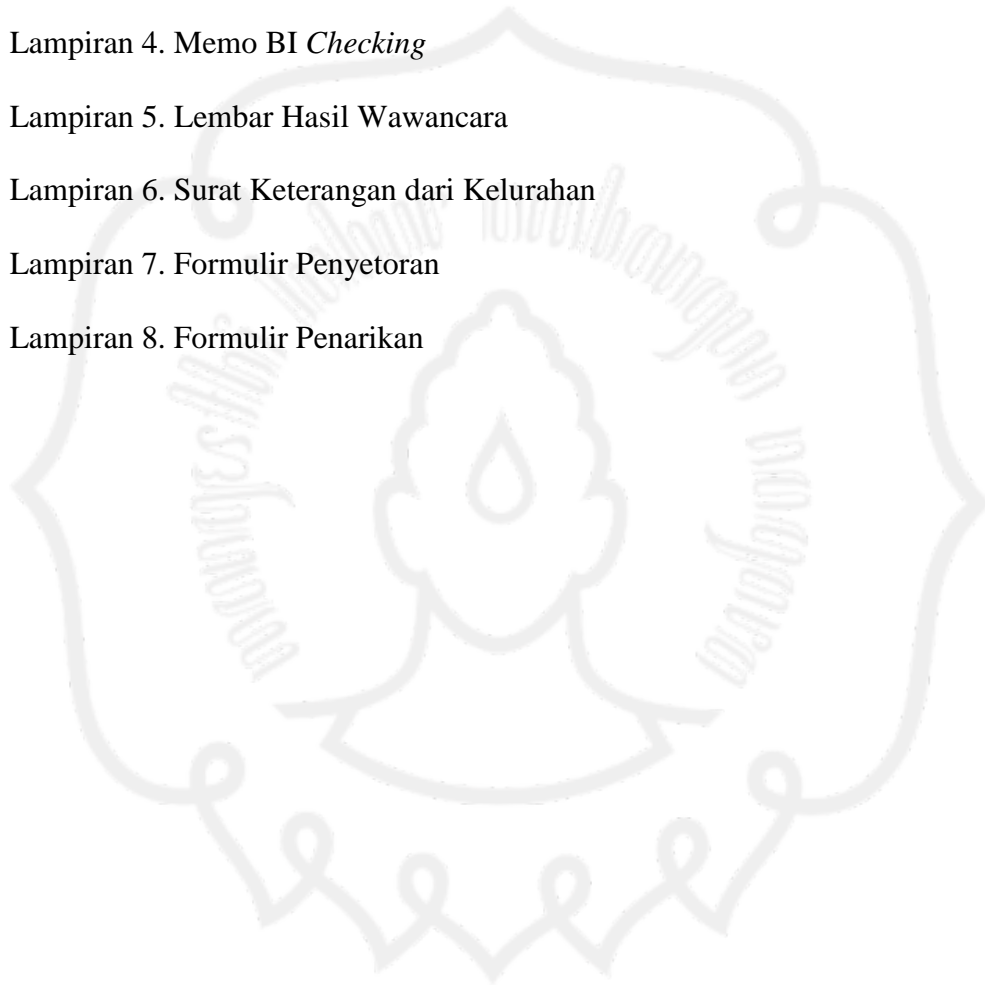 Lampiran 4. Memo BI Checking
Lampiran 5. Lembar Hasil Wawancara
Lampiran 6. Surat Keterangan dari Kelurahan
Lampiran 7. Formulir Penyetoran
Lampiran 8. Formulir Penarikan